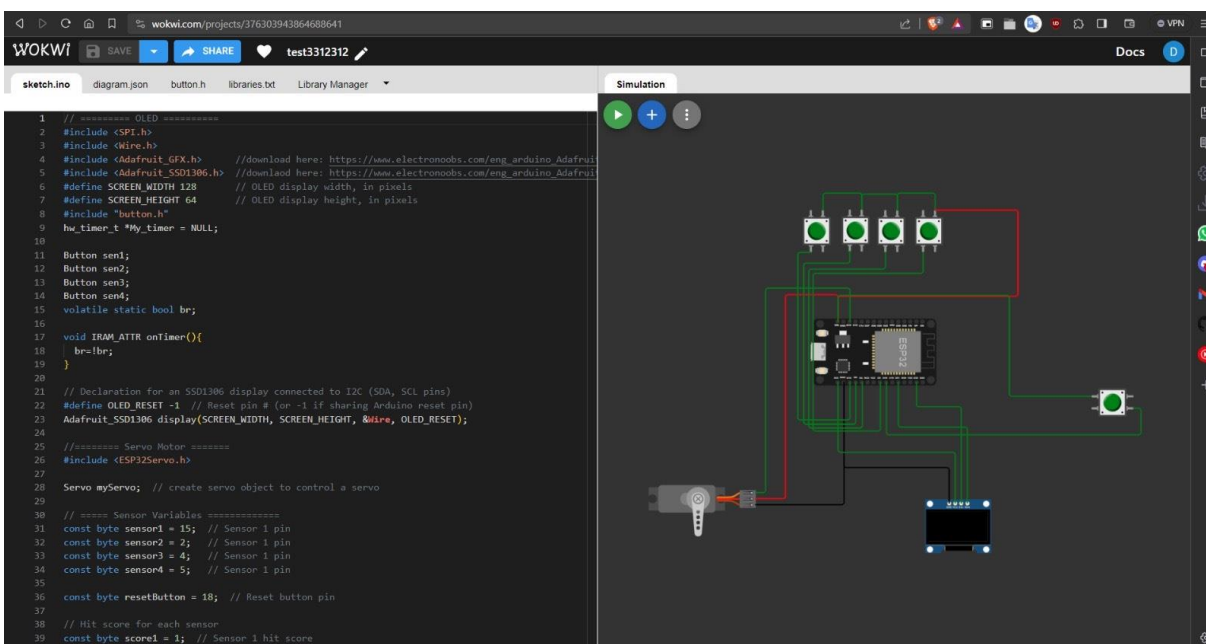 wokwi.com/projects/376303943864688641
VPN
WOKWI SAVE SHARE test3312312 Docs D
sketch.ino diagram.json button.h libraries.txt Library Manager Simulation
1 // ========= OLED ==========
2 #include <SPI.h>
3 #include <Wire.h>
4 #include <Adafruit_GFX.h> //download here: https://www.electronoobs.com/eng_arduino_Adafrui
5 #include <Adafruit_SSD1306.h> //downlaod here: https://www.electronoobs.com/eng_arduino_Adafrui
6 #define SCREEN_WIDTH 128 // OLED display width, in pixels
7 #define SCREEN_HEIGHT 64 // OLED display height, in pixels
8 #include "button.h"
9 hw_timer_t *My_timer = NULL;
10
11 Button sen1;
12 Button sen2;
13 Button sen3;
14 Button sen4;
15 volatile static bool br;
16
17 void IRAM_ATTR onTimer(){
18 br=!br;
19 }
20
21 // Declaration for an SSD1306 display connected to I2C (SDA, SCL pins)
22 #define OLED_RESET -1 // Reset pin # (or -1 if sharing Arduino reset pin)
23 Adafruit_SSD1306 display(SCREEN_WIDTH, SCREEN_HEIGHT, &Wire, OLED_RESET);
24
25 //======== Servo Motor =======
26 #include <ESP32Servo.h>
27
28 Servo myServo; // create servo object to control a servo
29
30 // ===== Sensor Variables ============
31 const byte sensor1 = 15; // Sensor 1 pin
32 const byte sensor2 = 2; // Sensor 1 pin
33 const byte sensor3 = 4; // Sensor 1 pin
34 const byte sensor4 = 5; // Sensor 1 pin
35
36 const byte resetButton = 18; // Reset button pin
37
38 // Hit score for each sensor
39 const byte score1 = 1; // Sensor 1 hit score
ESP32